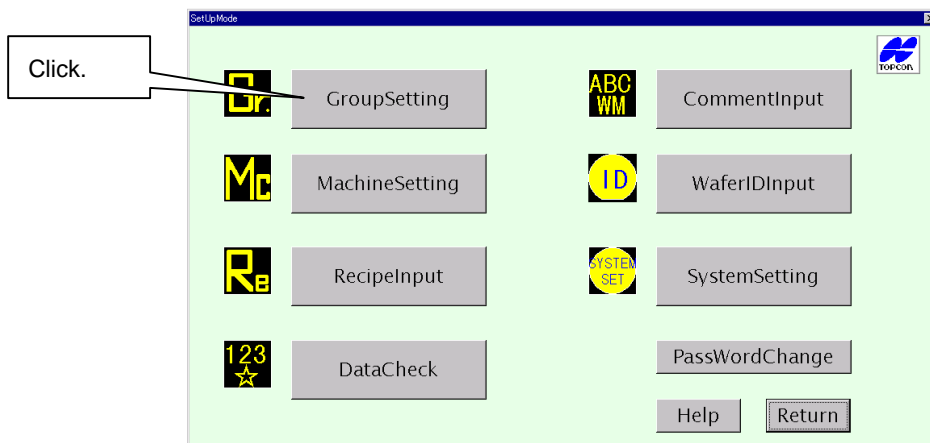 SetUpMode
Click.
TOPCON
Gr.
GroupSetting
ABC
WM
CommentInput
Mc
MachineSetting
ID
WaferIDInput
Re
RecipeInput
SYSTEM
SET
SystemSetting
123
DataCheck
PassWordChange
Help
Return